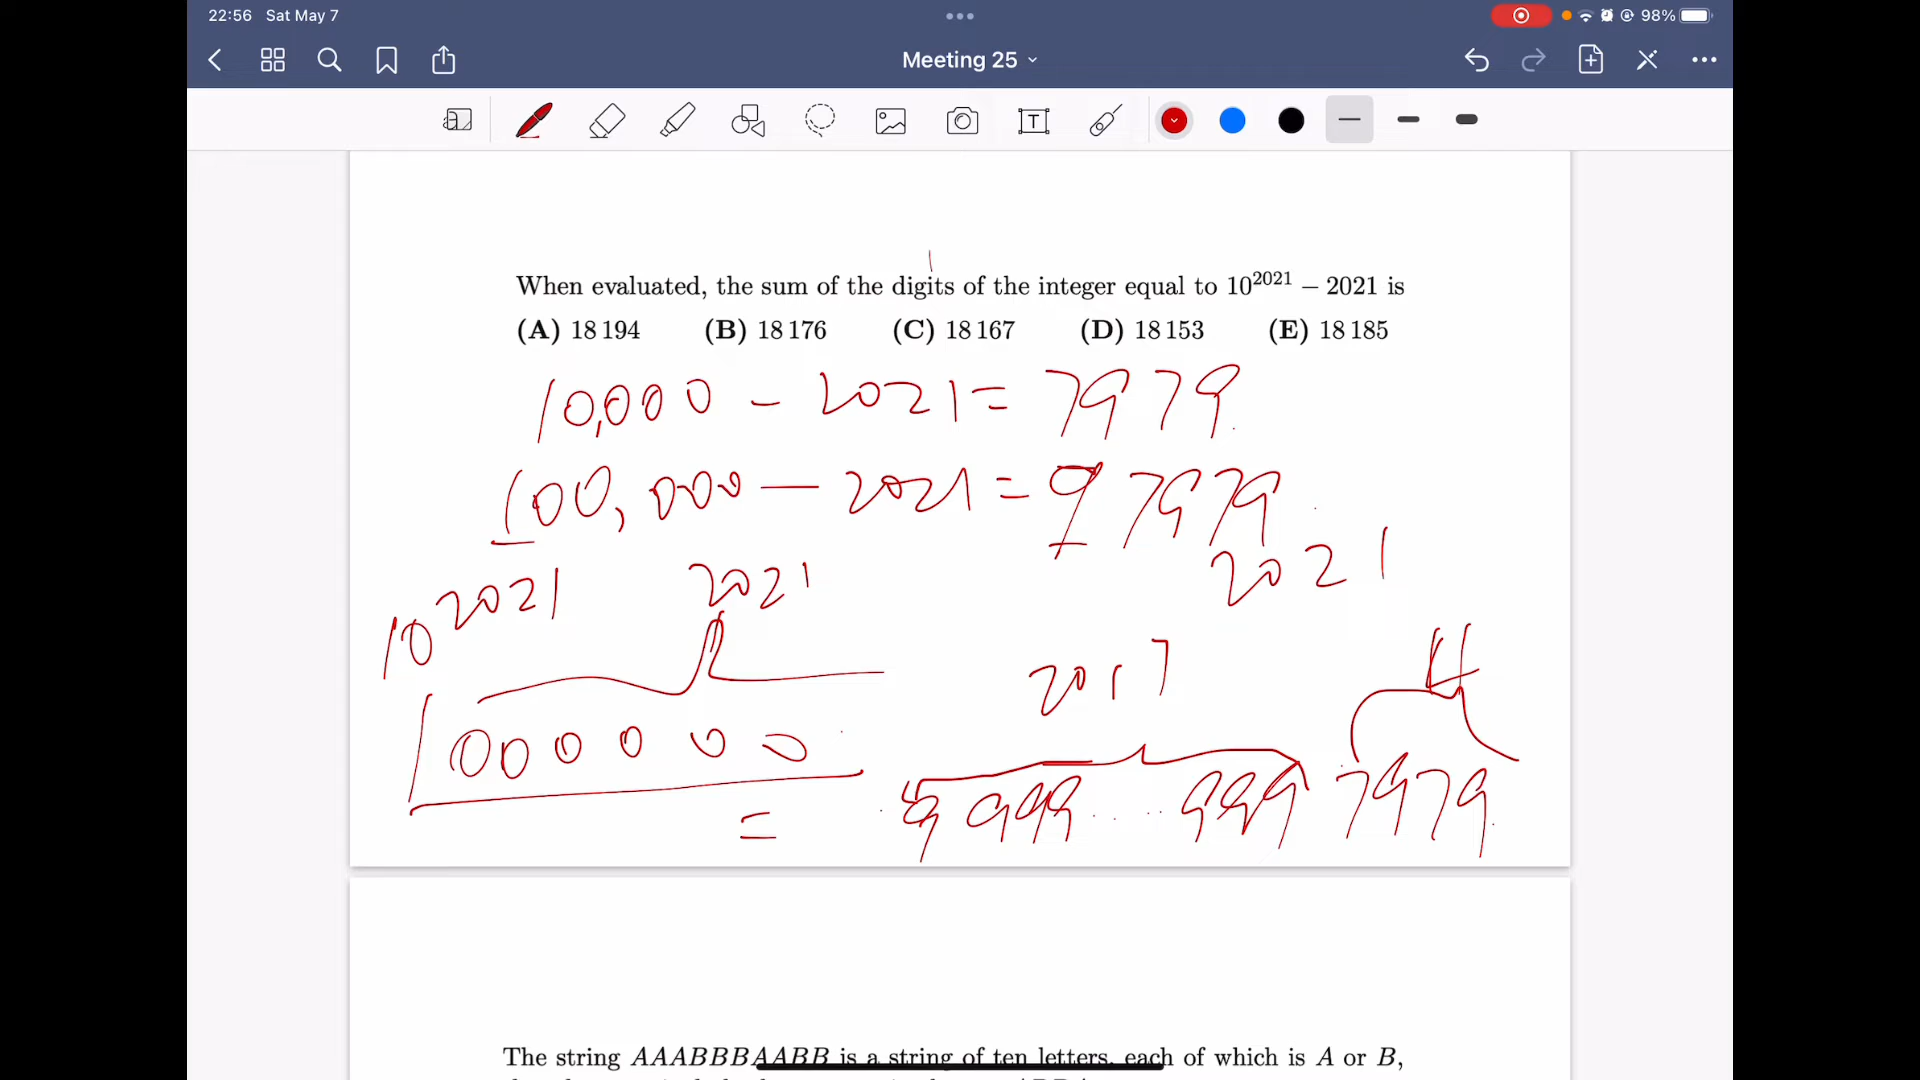 22:56 Sat May 7
98%
Meeting 25
When evaluated, the sum of the digits of the integer equal to 10^2021 − 2021 is
(A) 18 194 (B) 18 176 (C) 18 167 (D) 18 153 (E) 18 185
10,000 - 2021 = 7979
100,000 - 2021 = 97979
2021
10^2021 2021
2017 4
1000000
= 9999...999 7979
The string AAABBBAABB is a string of ten letters, each of which is A or B,